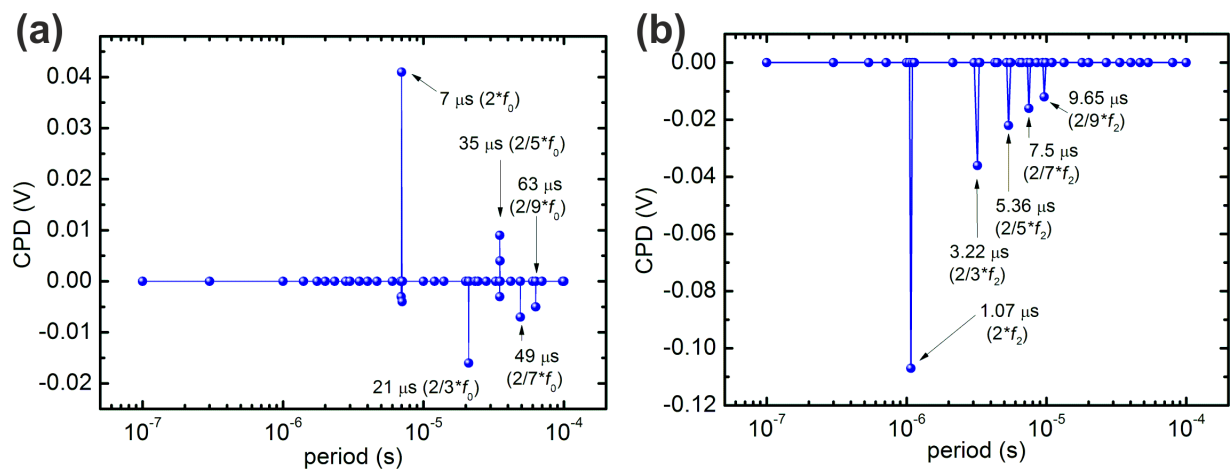 (a)
0.04
0.03
0.02
0.01
0.00
-0.01
-0.02
CPD (V)
7 μs (2*f0)
35 μs (2/5*f0)
63 μs
(2/9*f0)
21 μs (2/3*f0)
49 μs
(2/7*f0)
10-7
10-6
10-5
10-4
period (s)
(b)
0.00
-0.02
-0.04
-0.06
-0.08
-0.10
-0.12
CPD (V)
9.65 μs
(2/9*f2)
7.5 μs
(2/7*f2)
5.36 μs
(2/5*f2)
3.22 μs
(2/3*f2)
1.07 μs
(2*f2)
10-7
10-6
10-5
10-4
period (s)